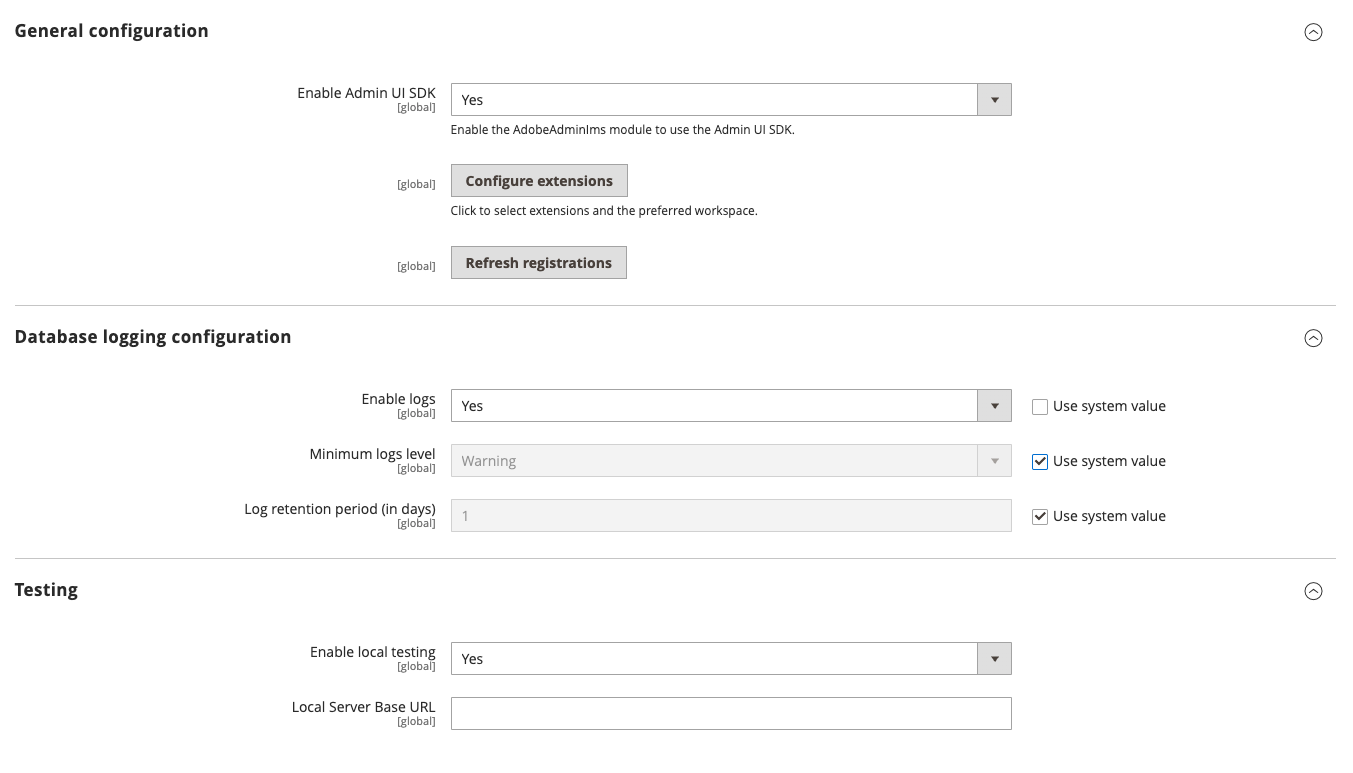 General configuration
Enable Admin UI SDK
[global]
Yes
Enable the AdobeAdminIms module to use the Admin UI SDK.
[global]
Configure extensions
Click to select extensions and the preferred workspace.
[global]
Refresh registrations
Database logging configuration
Enable logs
[global]
Yes
Use system value
Minimum logs level
[global]
Warning
Use system value
Log retention period (in days)
[global]
1
Use system value
Testing
Enable local testing
[global]
Yes
Local Server Base URL
[global]